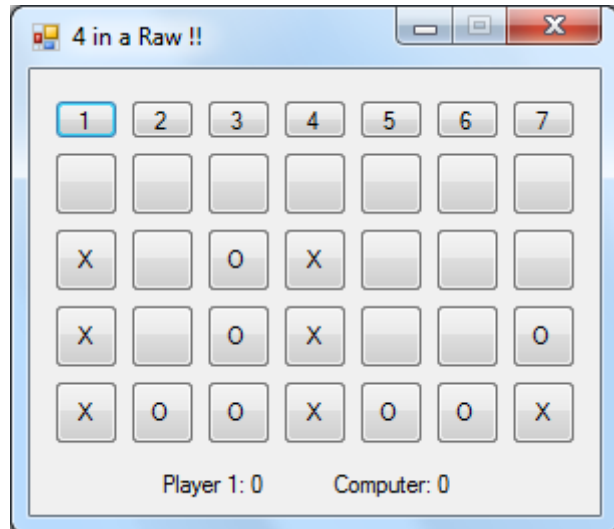 4 in a Raw !!
1 2 3 4 5 6 7
X O X
X O X O
X O O X O O X
Player 1: 0 Computer: 0